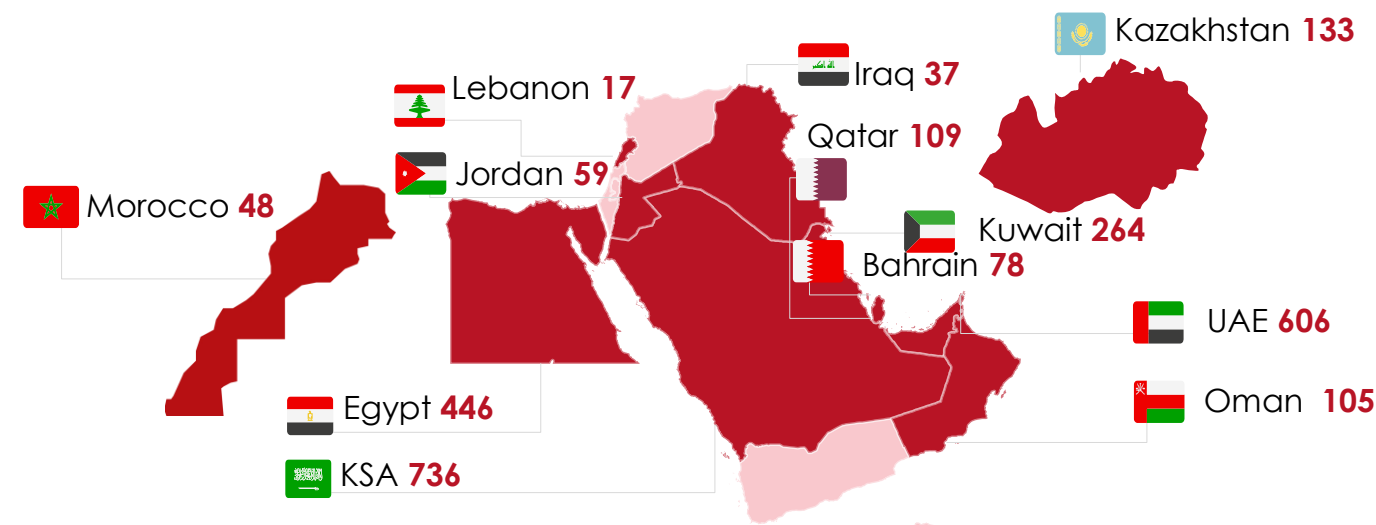 Kazakhstan 133
Iraq 37
Lebanon 17
Qatar 109
Jordan 59
Morocco 48
Kuwait 264
Bahrain 78
UAE 606
Oman 105
Egypt 446
KSA 736